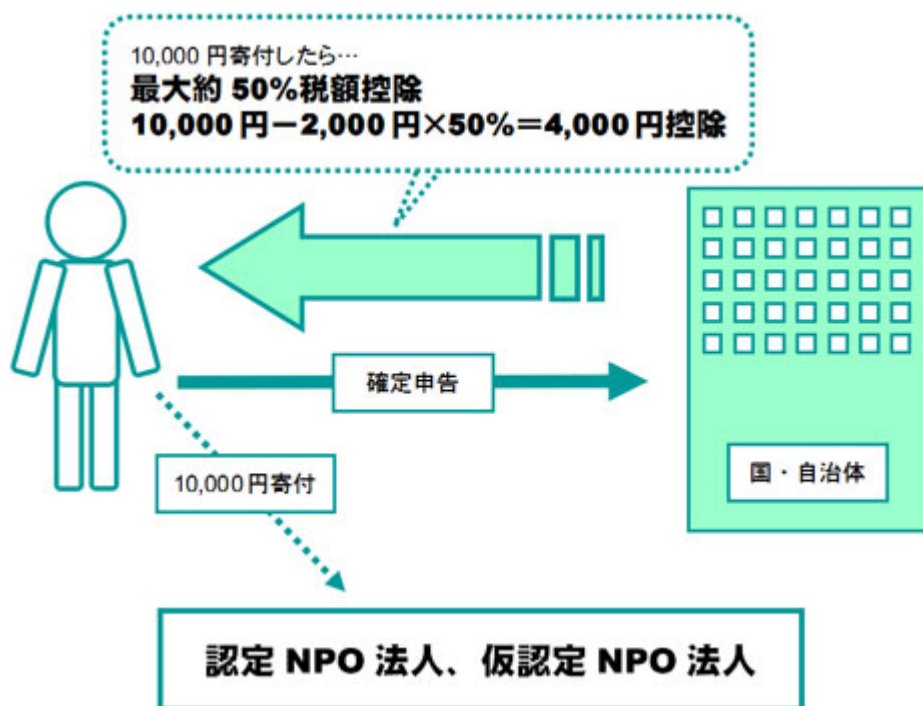 10,000 円寄付したら…
最大約 50%税額控除
10,000 円－2,000 円×50%＝4,000 円控除
確定申告
10,000 円寄付
国・自治体
認定 NPO 法人、仮認定 NPO 法人